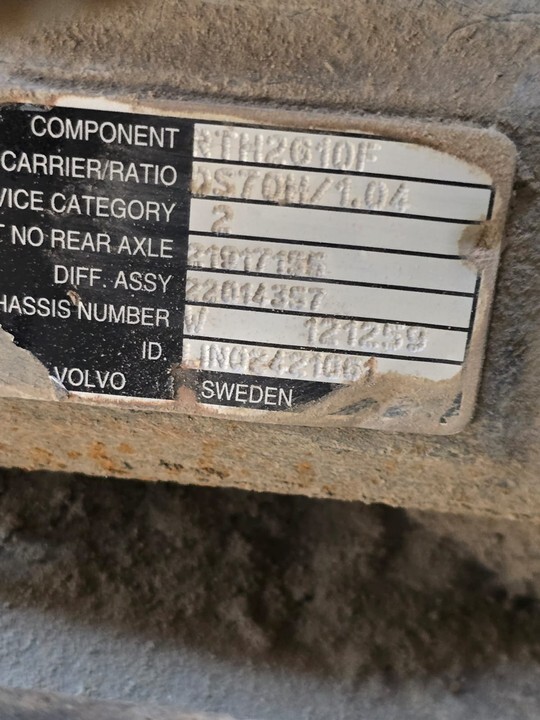 COMPONENT RTH2610F
CARRIER/RATIO DS70H/1.04
VICE CATEGORY 2
T NO REAR AXLE
DIFF. ASSY 22014357
HASSIS NUMBER W 121259
ID.
VOLVO SWEDEN